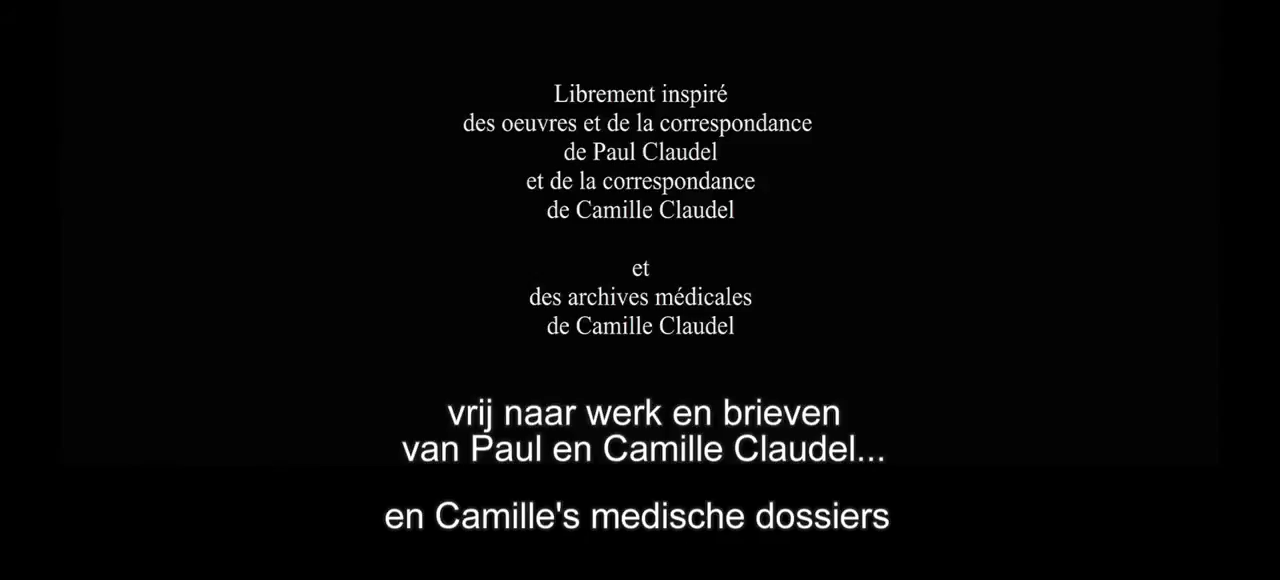 Librement inspiré
des oeuvres et de la correspondance
de Paul Claudel
et de la correspondance
de Camille Claudel
et
des archives médicales
de Camille Claudel
vrij naar werk en brieven
van Paul en Camille Claudel...
en Camille's medische dossiers